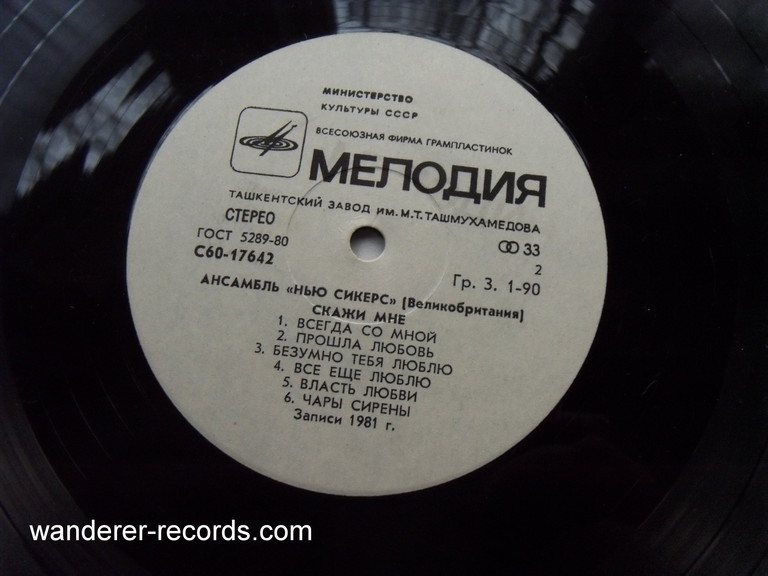 МИНИСТЕРСТВО
КУЛЬТУРЫ СССР
ВСЕСОЮЗНАЯ ФИРМА ГРАМПЛАСТИНОК
МЕЛОДИЯ
ТАШКЕНТСКИЙ ЗАВОД ИМ. М.Т. ТАШМУХАМЕДОВА
СТЕРЕО
33
ГОСТ 5289-80
2
С60-17642
Гр. 3. 1-90
АНСАМБЛЬ «НЬЮ СИКЕРС» (Великобритания)
СКАЖИ МНЕ
1. ВСЕГДА СО МНОЙ
2. ПРОШЛА ЛЮБОВЬ
3. БЕЗУМНО ТЕБЯ ЛЮБЛЮ
4. ВСЕ ЕЩЕ ЛЮБЛЮ
5. ВЛАСТЬ ЛЮБВИ
6. ЧАРЫ СИРЕНЫ
Записи 1981 г.
wanderer-records.com